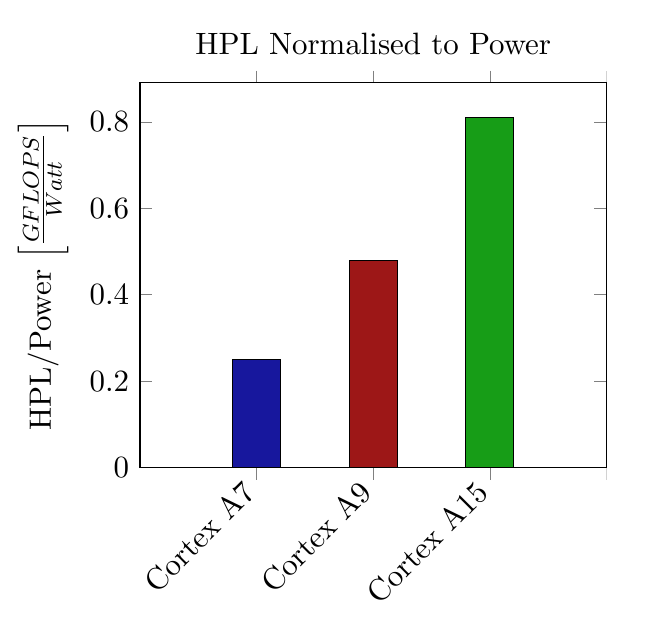 HPL Normalised to Power
HPL/Power [GFLOPS/Watt]
0.8
0.6
0.4
0.2
0
Cortex A7
Cortex A9
Cortex A15